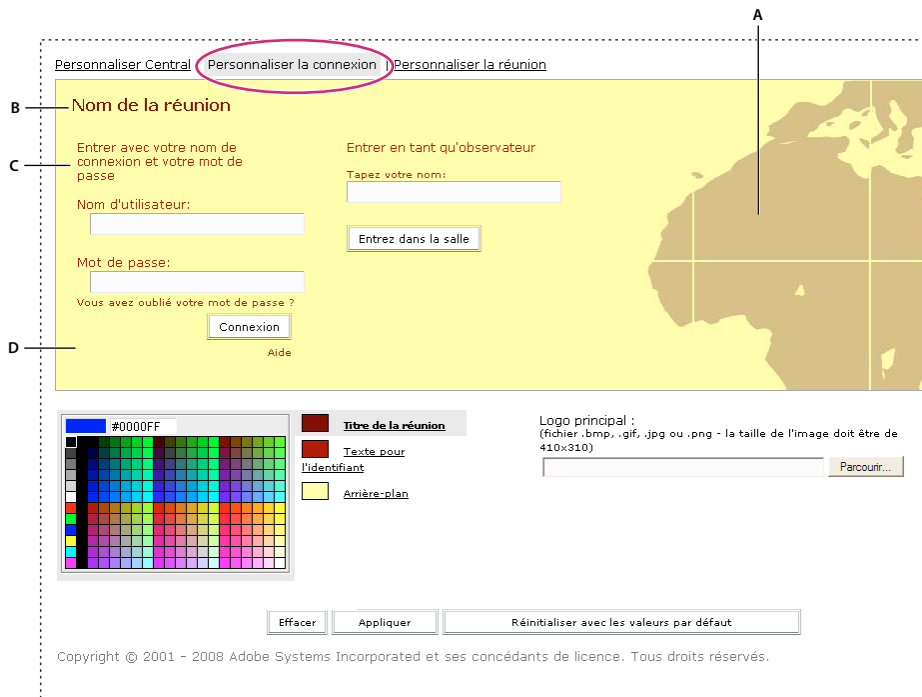 A
Personnaliser Central
Personnaliser la connexion
| Personnaliser la réunion
B
Nom de la réunion
C
Entrer avec votre nom de
connexion et votre mot de
passe
Entrer en tant qu'observateur
Tapez votre nom:
Nom d'utilisateur:
Entrez dans la salle
Mot de passe:
Vous avez oublié votre mot de passe ?
Connexion
D
Aide
#0000FF
Titre de la réunion
Texte pour
l'identifiant
Arrière-plan
Logo principal :
(fichier .bmp, .gif, .jpg ou .png - la taille de l'image doit être de
410x310)
Parcourir...
Effacer
Appliquer
Réinitialiser avec les valeurs par défaut
Copyright © 2001 - 2008 Adobe Systems Incorporated et ses concédants de licence. Tous droits réservés.